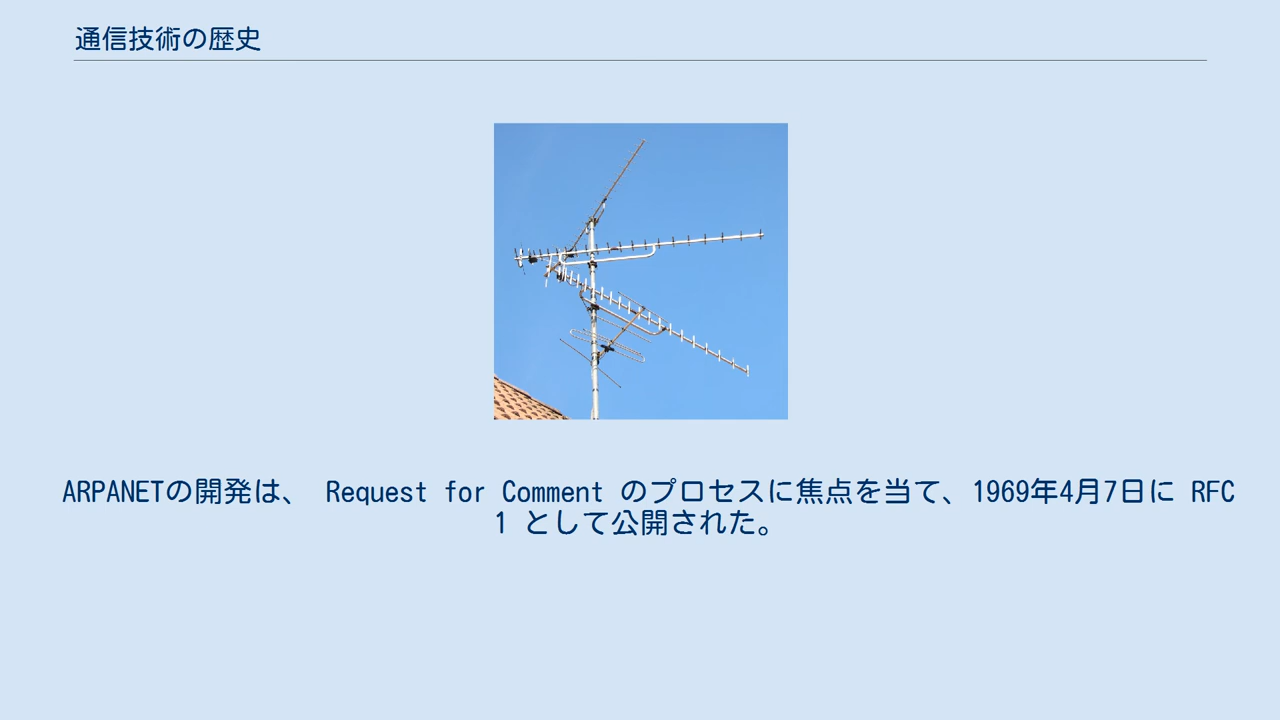 通信技術の歴史
ARPANETの開発は、 Request for Comment のプロセスに焦点を当て、1969年4月7日に RFC
1 として公開された。